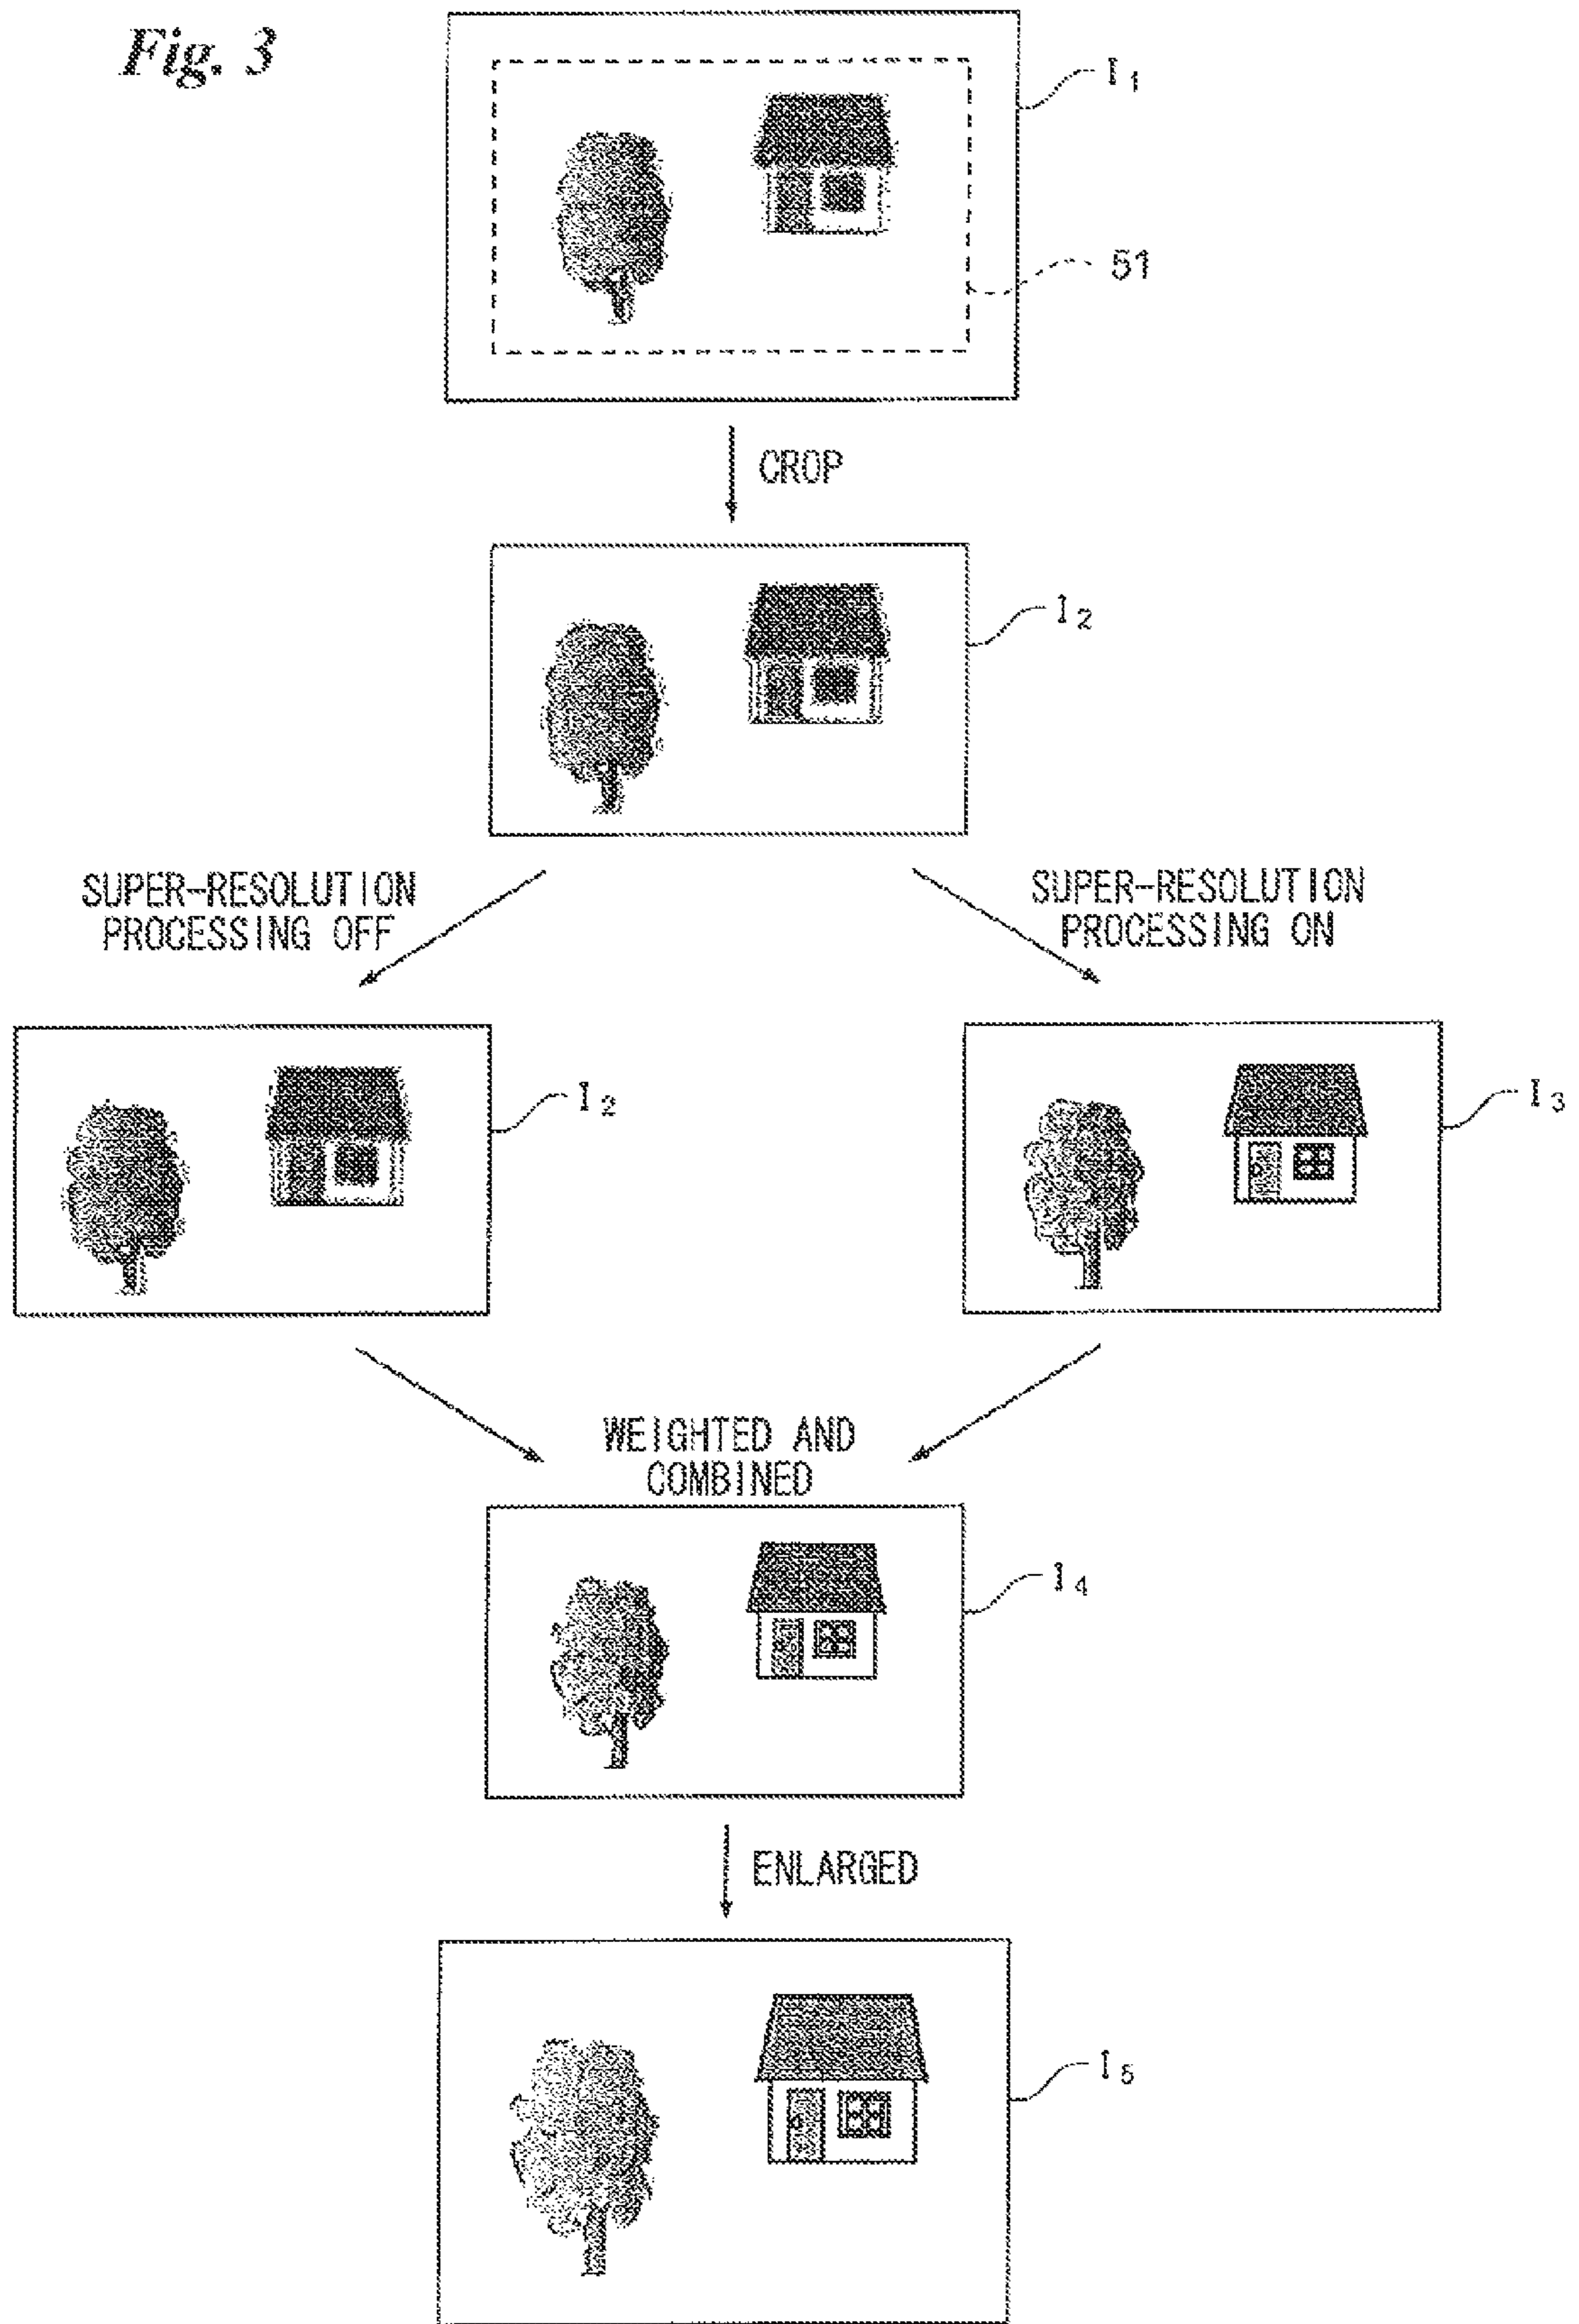 Fig. 3
I1
51
CROP
I2
SUPER-RESOLUTION
PROCESSING OFF
SUPER-RESOLUTION
PROCESSING ON
I2
I3
WEIGHTED AND
COMBINED
I4
ENLARGED
I5